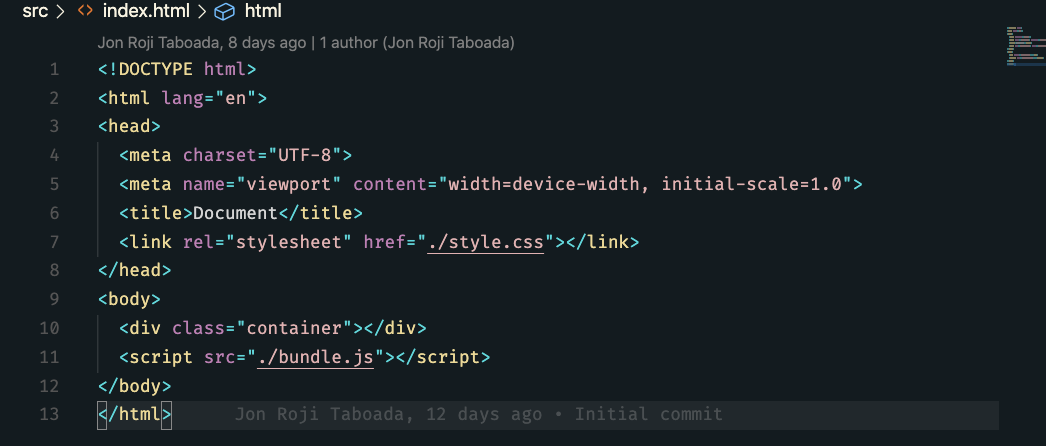 src > <> index.html > html
Jon Roji Taboada, 8 days ago | 1 author (Jon Roji Taboada)
1 <!DOCTYPE html>
2 <html lang="en">
3 <head>
4   <meta charset="UTF-8">
5   <meta name="viewport" content="width=device-width, initial-scale=1.0">
6   <title>Document</title>
7   <link rel="stylesheet" href="./style.css"></link>
8 </head>
9 <body>
10   <div class="container"></div>
11   <script src="./bundle.js"></script>
12 </body>
13 </html> Jon Roji Taboada, 12 days ago • Initial commit